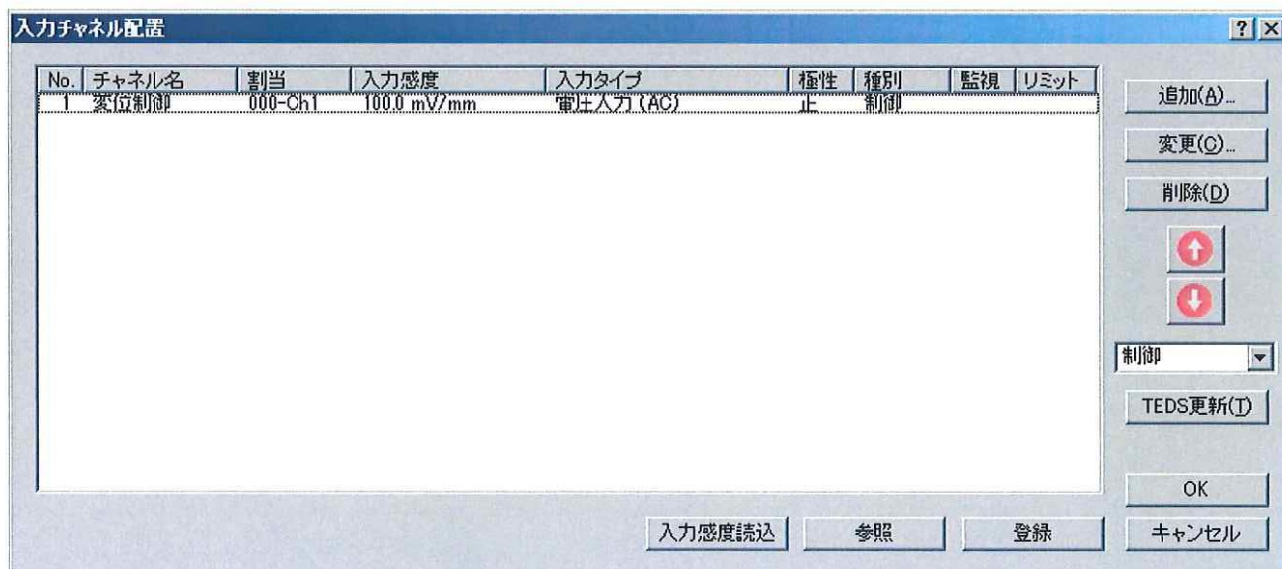 入力チャネル配置
No. チャネル名 割当 入力感度 入力タイプ 極性 種別 監視 リミット
1 変位制御 000-Ch1 100.0 mV/mm 電圧入力 (AC) 正 制御
追加(A)...
変更(C)...
削除(D)
制御
TEDS更新(T)
OK
入力感度読込 参照 登録 キャンセル